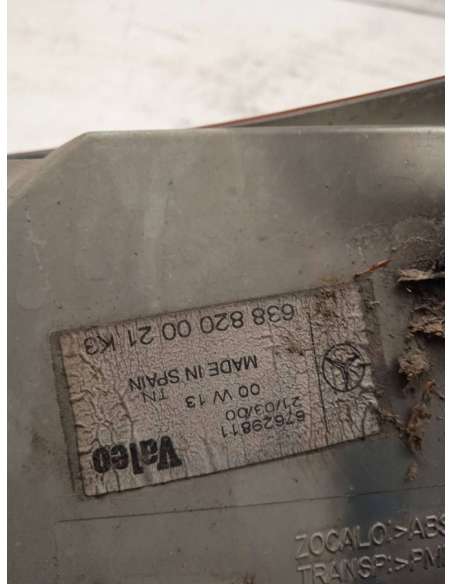 Valeo
67629811
21/03/00
00 W 13
TN
MADE IN SPAIN
638 820 00 21 K3
ZOCALO:>ABS
TRANSP:>PM